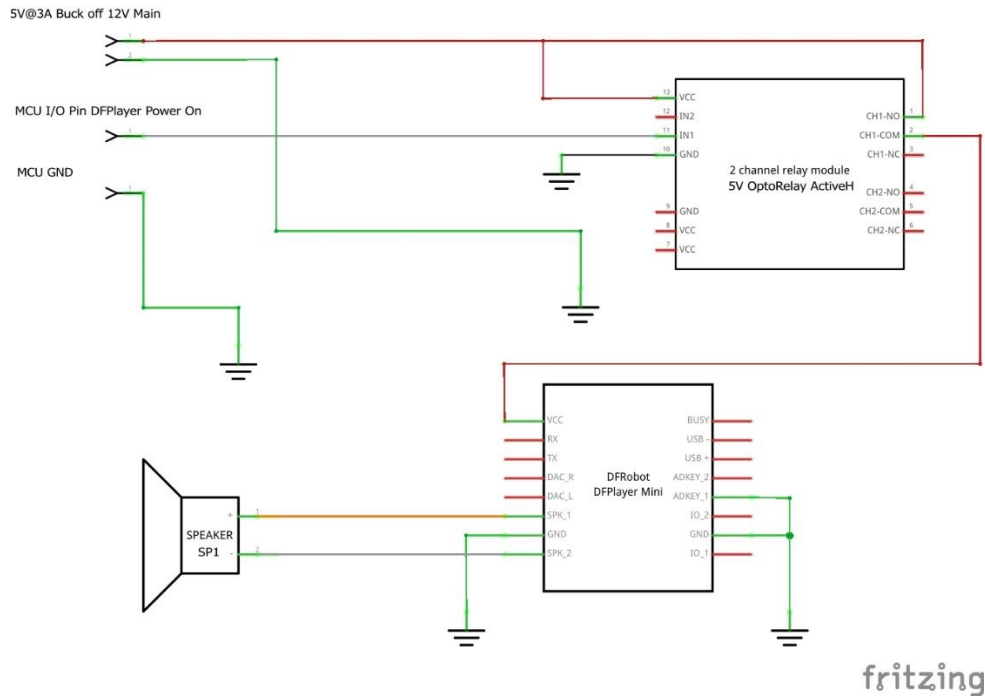 5V@3A Buck off 12V Main
1
2
MCU I/O Pin DFPlayer Power On
1
MCU GND
1
13 VCC
12 IN2
11 IN1
10 GND
9 GND
8 VCC
7 VCC
2 channel relay module
5V OptoRelay ActiveH
CH1-NO 1
CH1-COM 2
CH1-NC 3
CH2-NO 4
CH2-COM 5
CH2-NC 6
VCC
RX
TX
DAC_R
DAC_L
SPK_1
GND
SPK_2
DFRobot
DFPlayer Mini
BUSY
USB -
USB +
ADKEY_2
ADKEY_1
IO_2
GND
IO_1
SPEAKER
SP1
+ 1
- 2
fritzing